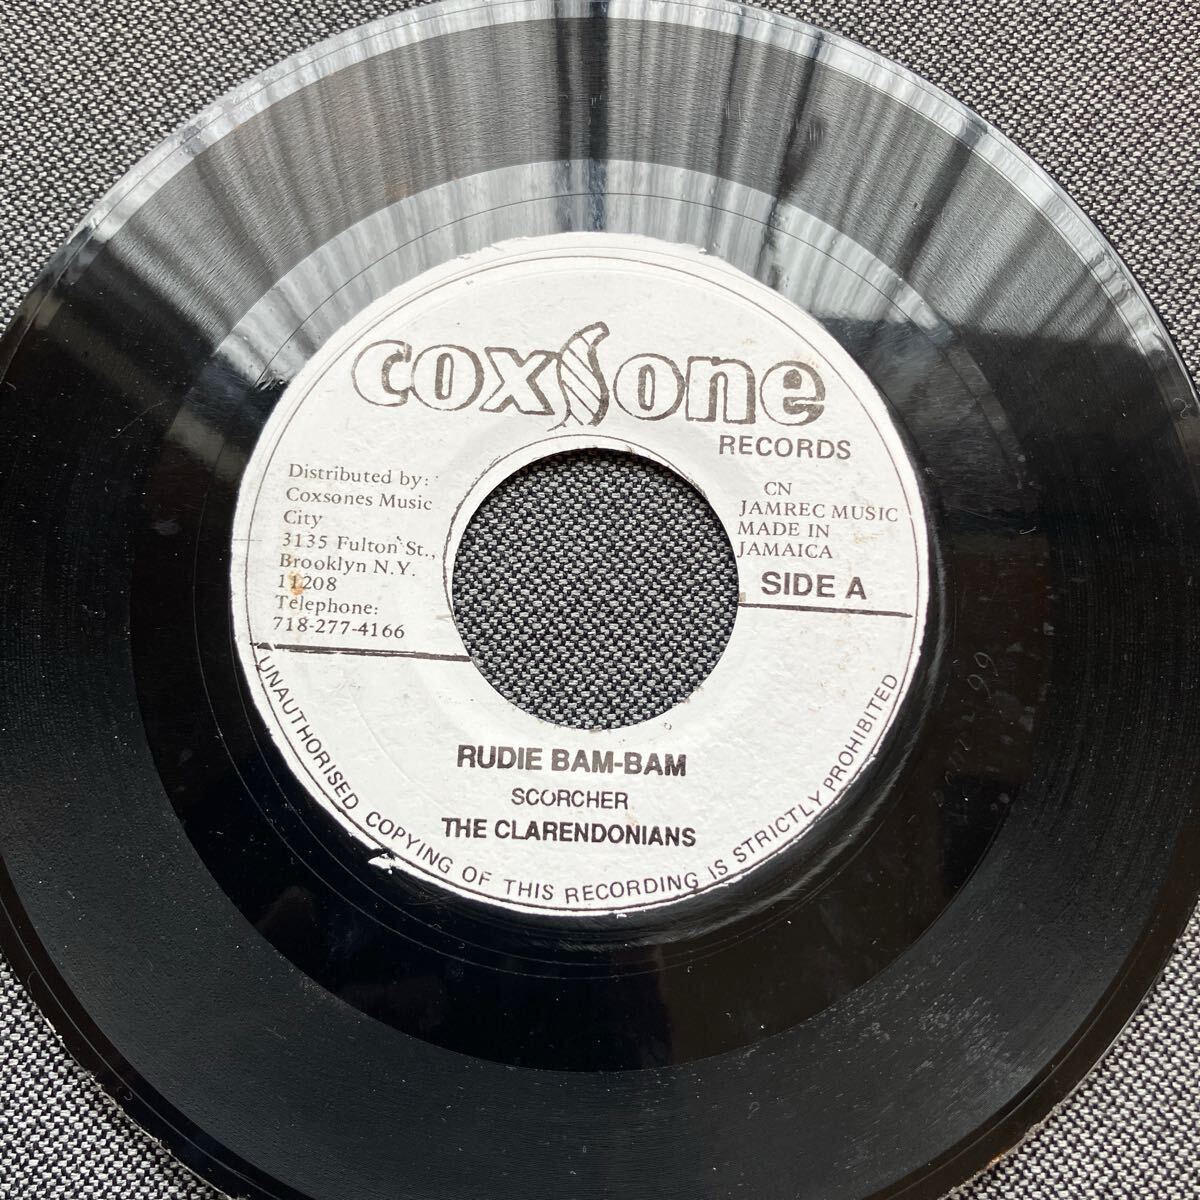 coxsone
RECORDS
Distributed by:
Coxsones Music
City
3135 Fulton St.,
Brooklyn N.Y.
11208
Telephone:
718-277-4166
CN
JAMREC MUSIC
MADE IN
JAMAICA
SIDE A
RUDIE BAM-BAM
SCORCHER
THE CLARENDONIANS
UNAUTHORISED COPYING OF THIS RECORDING IS STRICTLY PROHIBITED